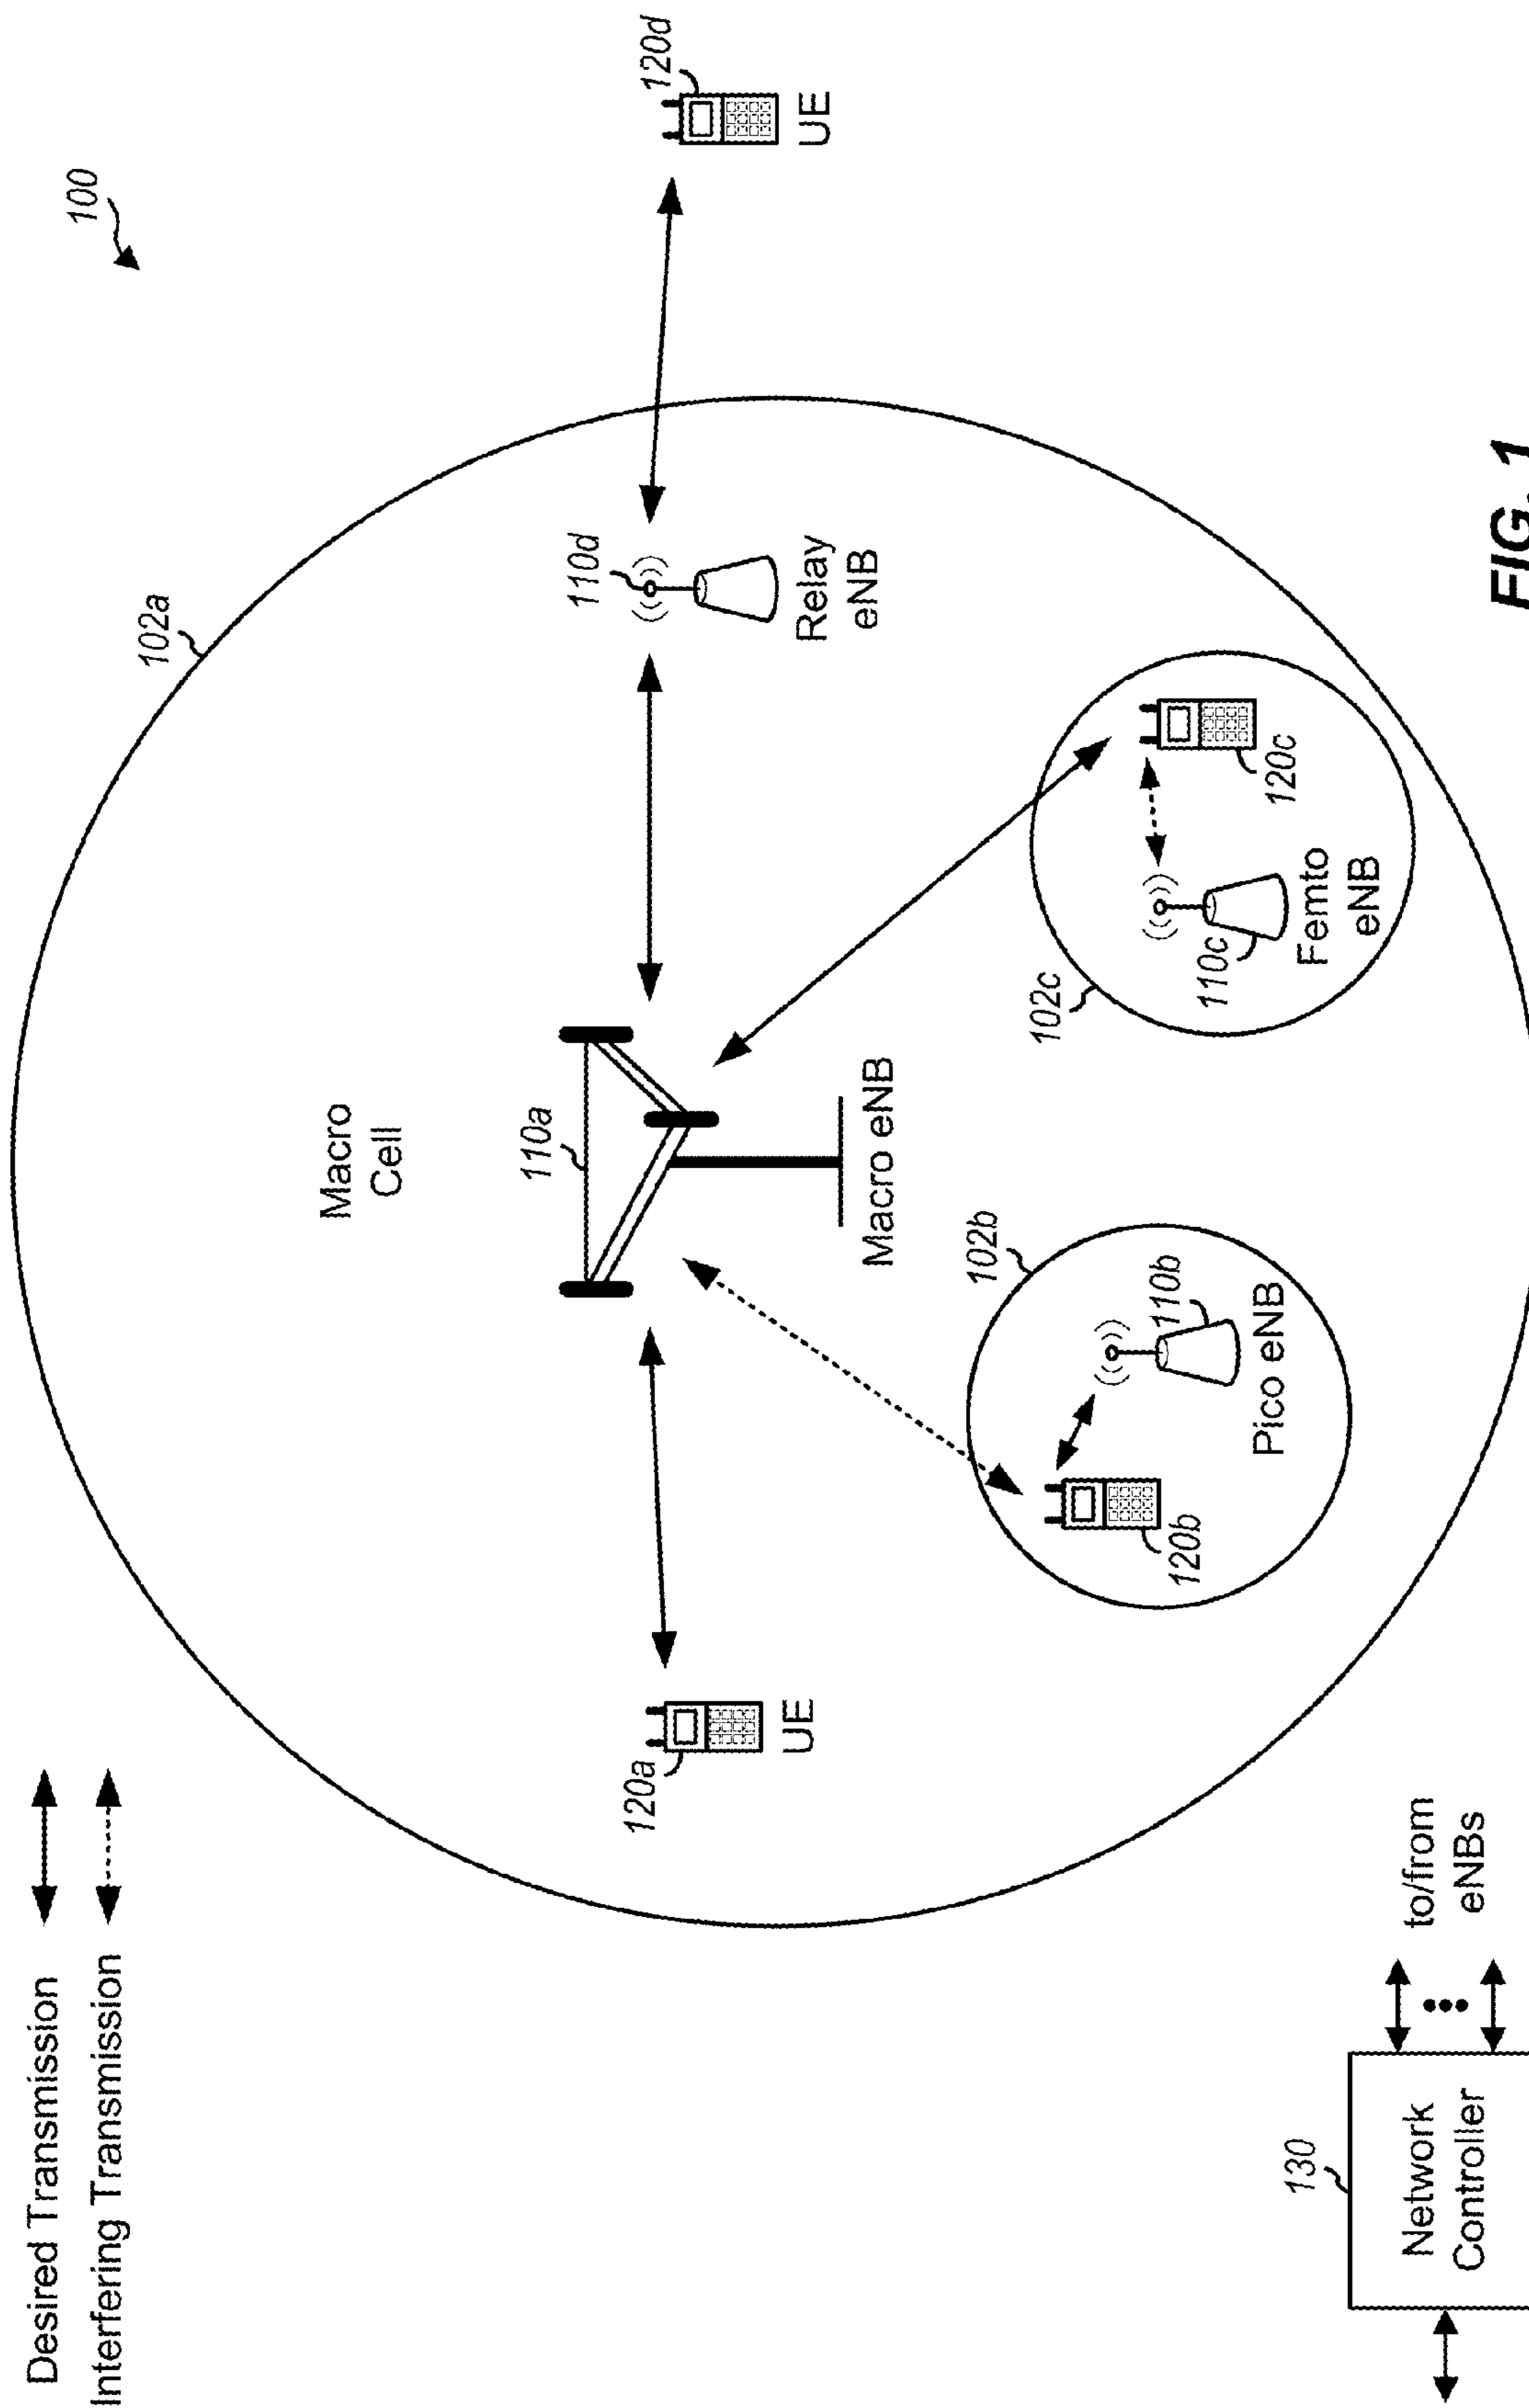 Desired Transmission
Interfering Transmission
100
102a
Macro
Cell
110a
Macro eNB
120a
UE
110d
Relay
eNB
120d
UE
102b
110b
Pico eNB
120b
102c
110c
Femto
eNB
120c
130
Network
Controller
to/from
eNBs
FIG. 1